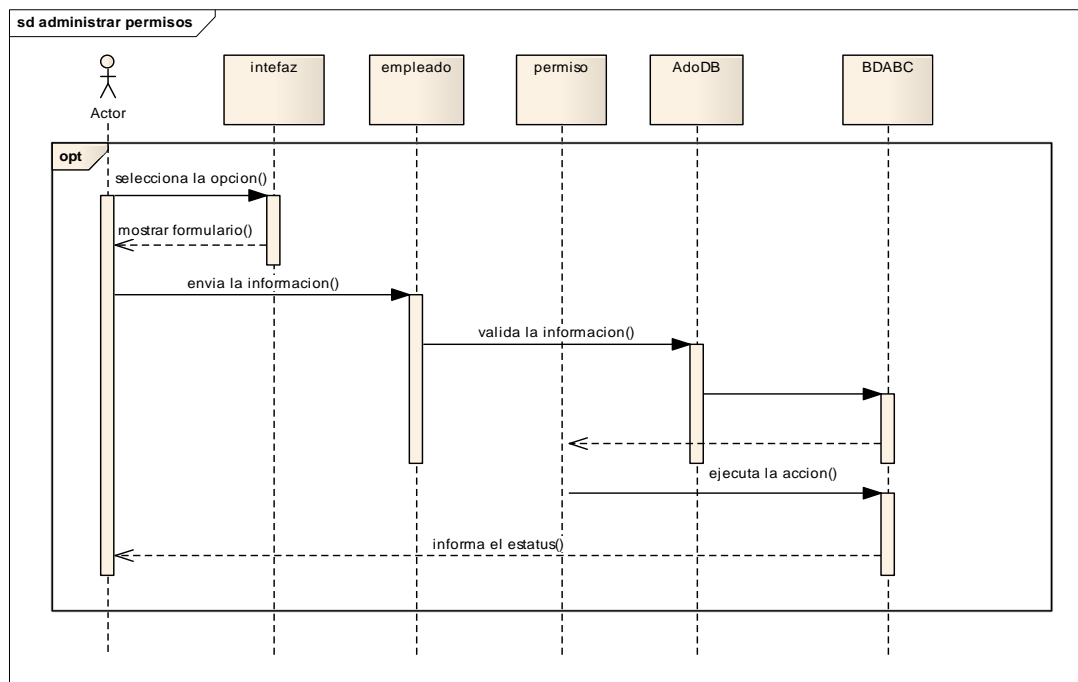 sd administrar permisos
Actor
intefaz
empleado
permiso
AdoDB
BDABC
opt
selecciona la opcion()
mostrar formulario()
envia la informacion()
valida la informacion()
ejecuta la accion()
informa el estatus()